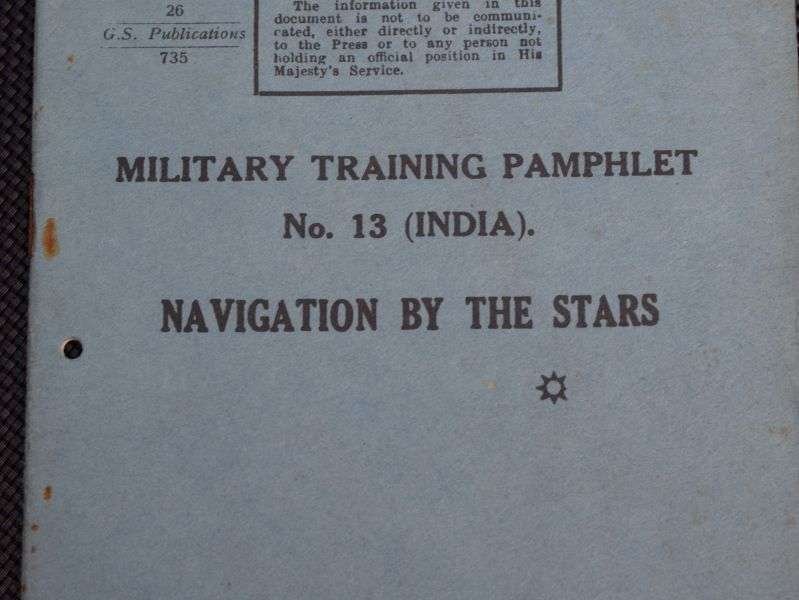 26
G.S. Publications
735
The information given in this
document is not to be communi-
cated, either directly or indirectly,
to the Press or to any person not
holding an official position in His
Majesty's Service.
MILITARY TRAINING PAMPHLET
No. 13 (INDIA).
NAVIGATION BY THE STARS